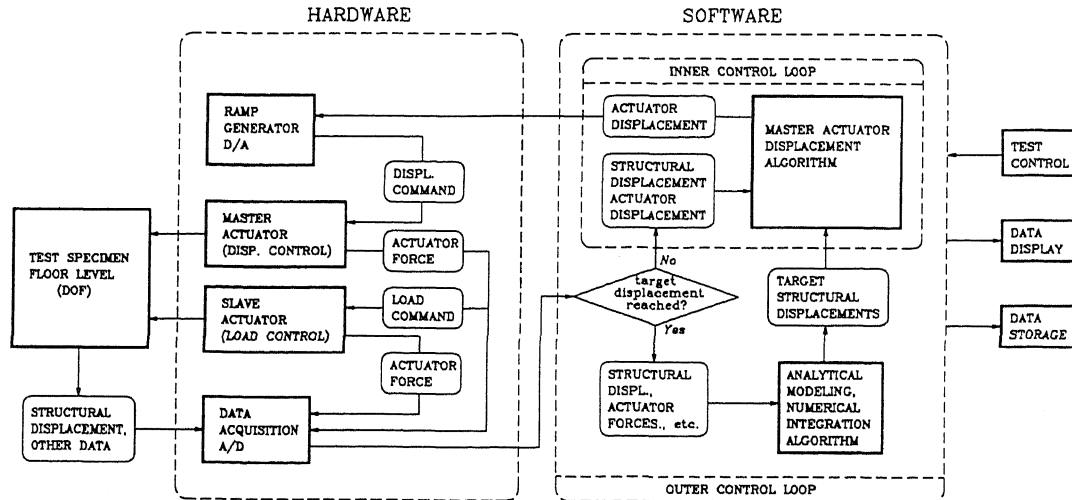 HARDWARE
SOFTWARE
INNER CONTROL LOOP
RAMP
GENERATOR
D/A
ACTUATOR
DISPLACEMENT
MASTER ACTUATOR
DISPLACEMENT
ALGORITHM
TEST
CONTROL
DISPL.
COMMAND
STRUCTURAL
DISPLACEMENT
ACTUATOR
DISPLACEMENT
MASTER
ACTUATOR
(DISP. CONTROL)
ACTUATOR
FORCE
DATA
DISPLAY
TEST SPECIMEN
FLOOR LEVEL
(DOF)
No
target
displacement
reached?
Yes
TARGET
STRUCTURAL
DISPLACEMENTS
SLAVE
ACTUATOR
(LOAD CONTROL)
LOAD
COMMAND
DATA
STORAGE
ACTUATOR
FORCE
STRUCTURAL
DISPL.,
ACTUATOR
FORCES., etc.
ANALYTICAL
MODELING,
NUMERICAL
INTEGRATION
ALGORITHM
STRUCTURAL
DISPLACEMENT,
OTHER DATA
DATA
ACQUISITION
A/D
OUTER CONTROL LOOP